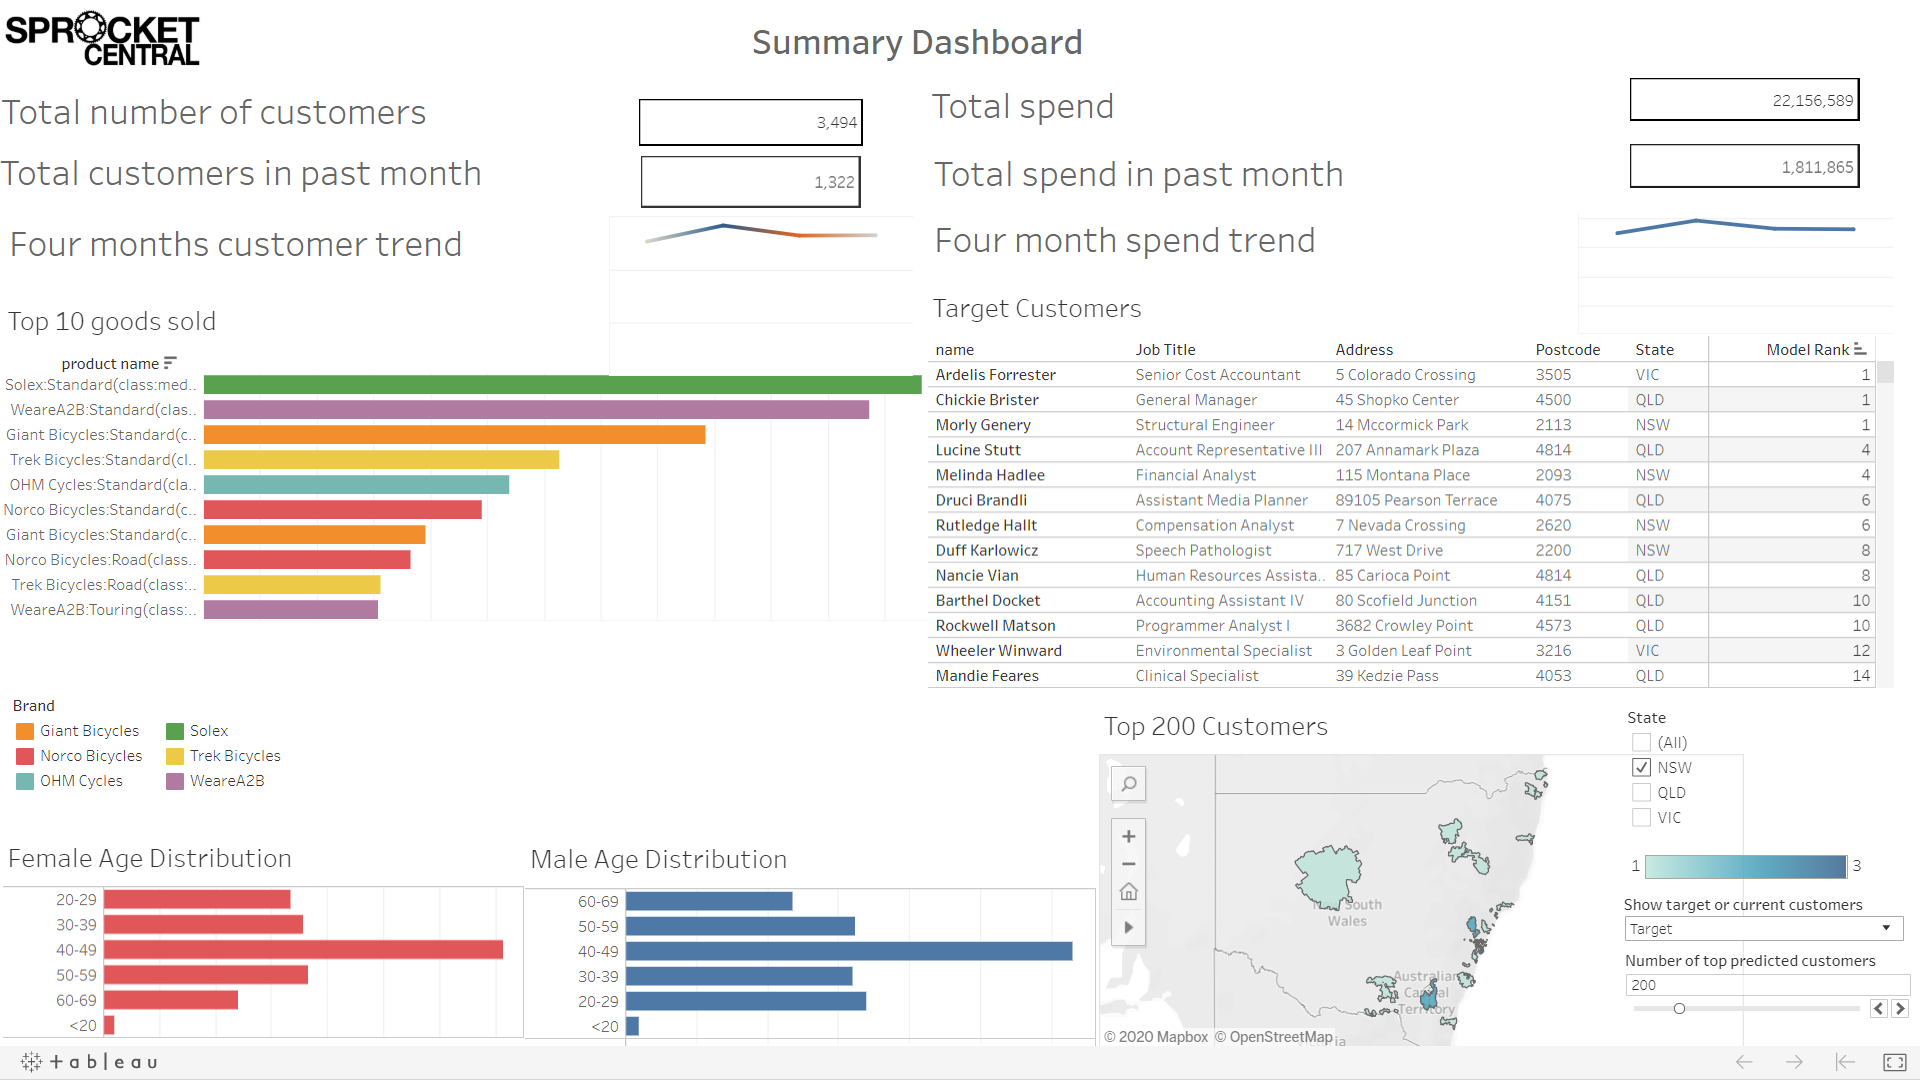 SPROCKET
CENTRAL
Summary Dashboard
Total number of customers
3,494
Total customers in past month
1,322
Four months customer trend
Total spend
22,156,589
Total spend in past month
1,811,865
Four month spend trend
Top 10 goods sold
product name
Solex:Standard(class:med..
WeareA2B:Standard(clas..
Giant Bicycles:Standard(c..
Trek Bicycles:Standard(cl..
OHM Cycles:Standard(cla..
Norco Bicycles:Standard(c..
Giant Bicycles:Standard(c..
Norco Bicycles:Road(class..
Trek Bicycles:Road(class:..
WeareA2B:Touring(class:..
Brand
Giant Bicycles Solex
Norco Bicycles Trek Bicycles
OHM Cycles WeareA2B
Target Customers
name Job Title Address Postcode State Model Rank
Ardelis Forrester Senior Cost Accountant 5 Colorado Crossing 3505 VIC 1
Chickie Brister General Manager 45 Shopko Center 4500 QLD 1
Morly Genery Structural Engineer 14 Mccormick Park 2113 NSW 1
Lucine Stutt Account Representative III 207 Annamark Plaza 4814 QLD 4
Melinda Hadlee Financial Analyst 115 Montana Place 2093 NSW 4
Druci Brandli Assistant Media Planner 89105 Pearson Terrace 4075 QLD 6
Rutledge Hallt Compensation Analyst 7 Nevada Crossing 2620 NSW 6
Duff Karlowicz Speech Pathologist 717 West Drive 2200 NSW 8
Nancie Vian Human Resources Assista.. 85 Carioca Point 4814 QLD 8
Barthel Docket Accounting Assistant IV 80 Scofield Junction 4151 QLD 10
Rockwell Matson Programmer Analyst I 3682 Crowley Point 4573 QLD 10
Wheeler Winward Environmental Specialist 3 Golden Leaf Point 3216 VIC 12
Mandie Feares Clinical Specialist 39 Kedzie Pass 4053 QLD 14
Female Age Distribution
20-29
30-39
40-49
50-59
60-69
<20
Male Age Distribution
60-69
50-59
40-49
30-39
20-29
<20
Top 200 Customers
South
Wales
Australian
Capital
Territory
© 2020 Mapbox © OpenStreetMap
State
(All)
NSW
QLD
VIC
1 3
Show target or current customers
Target
Number of top predicted customers
200
+ a b l e a u